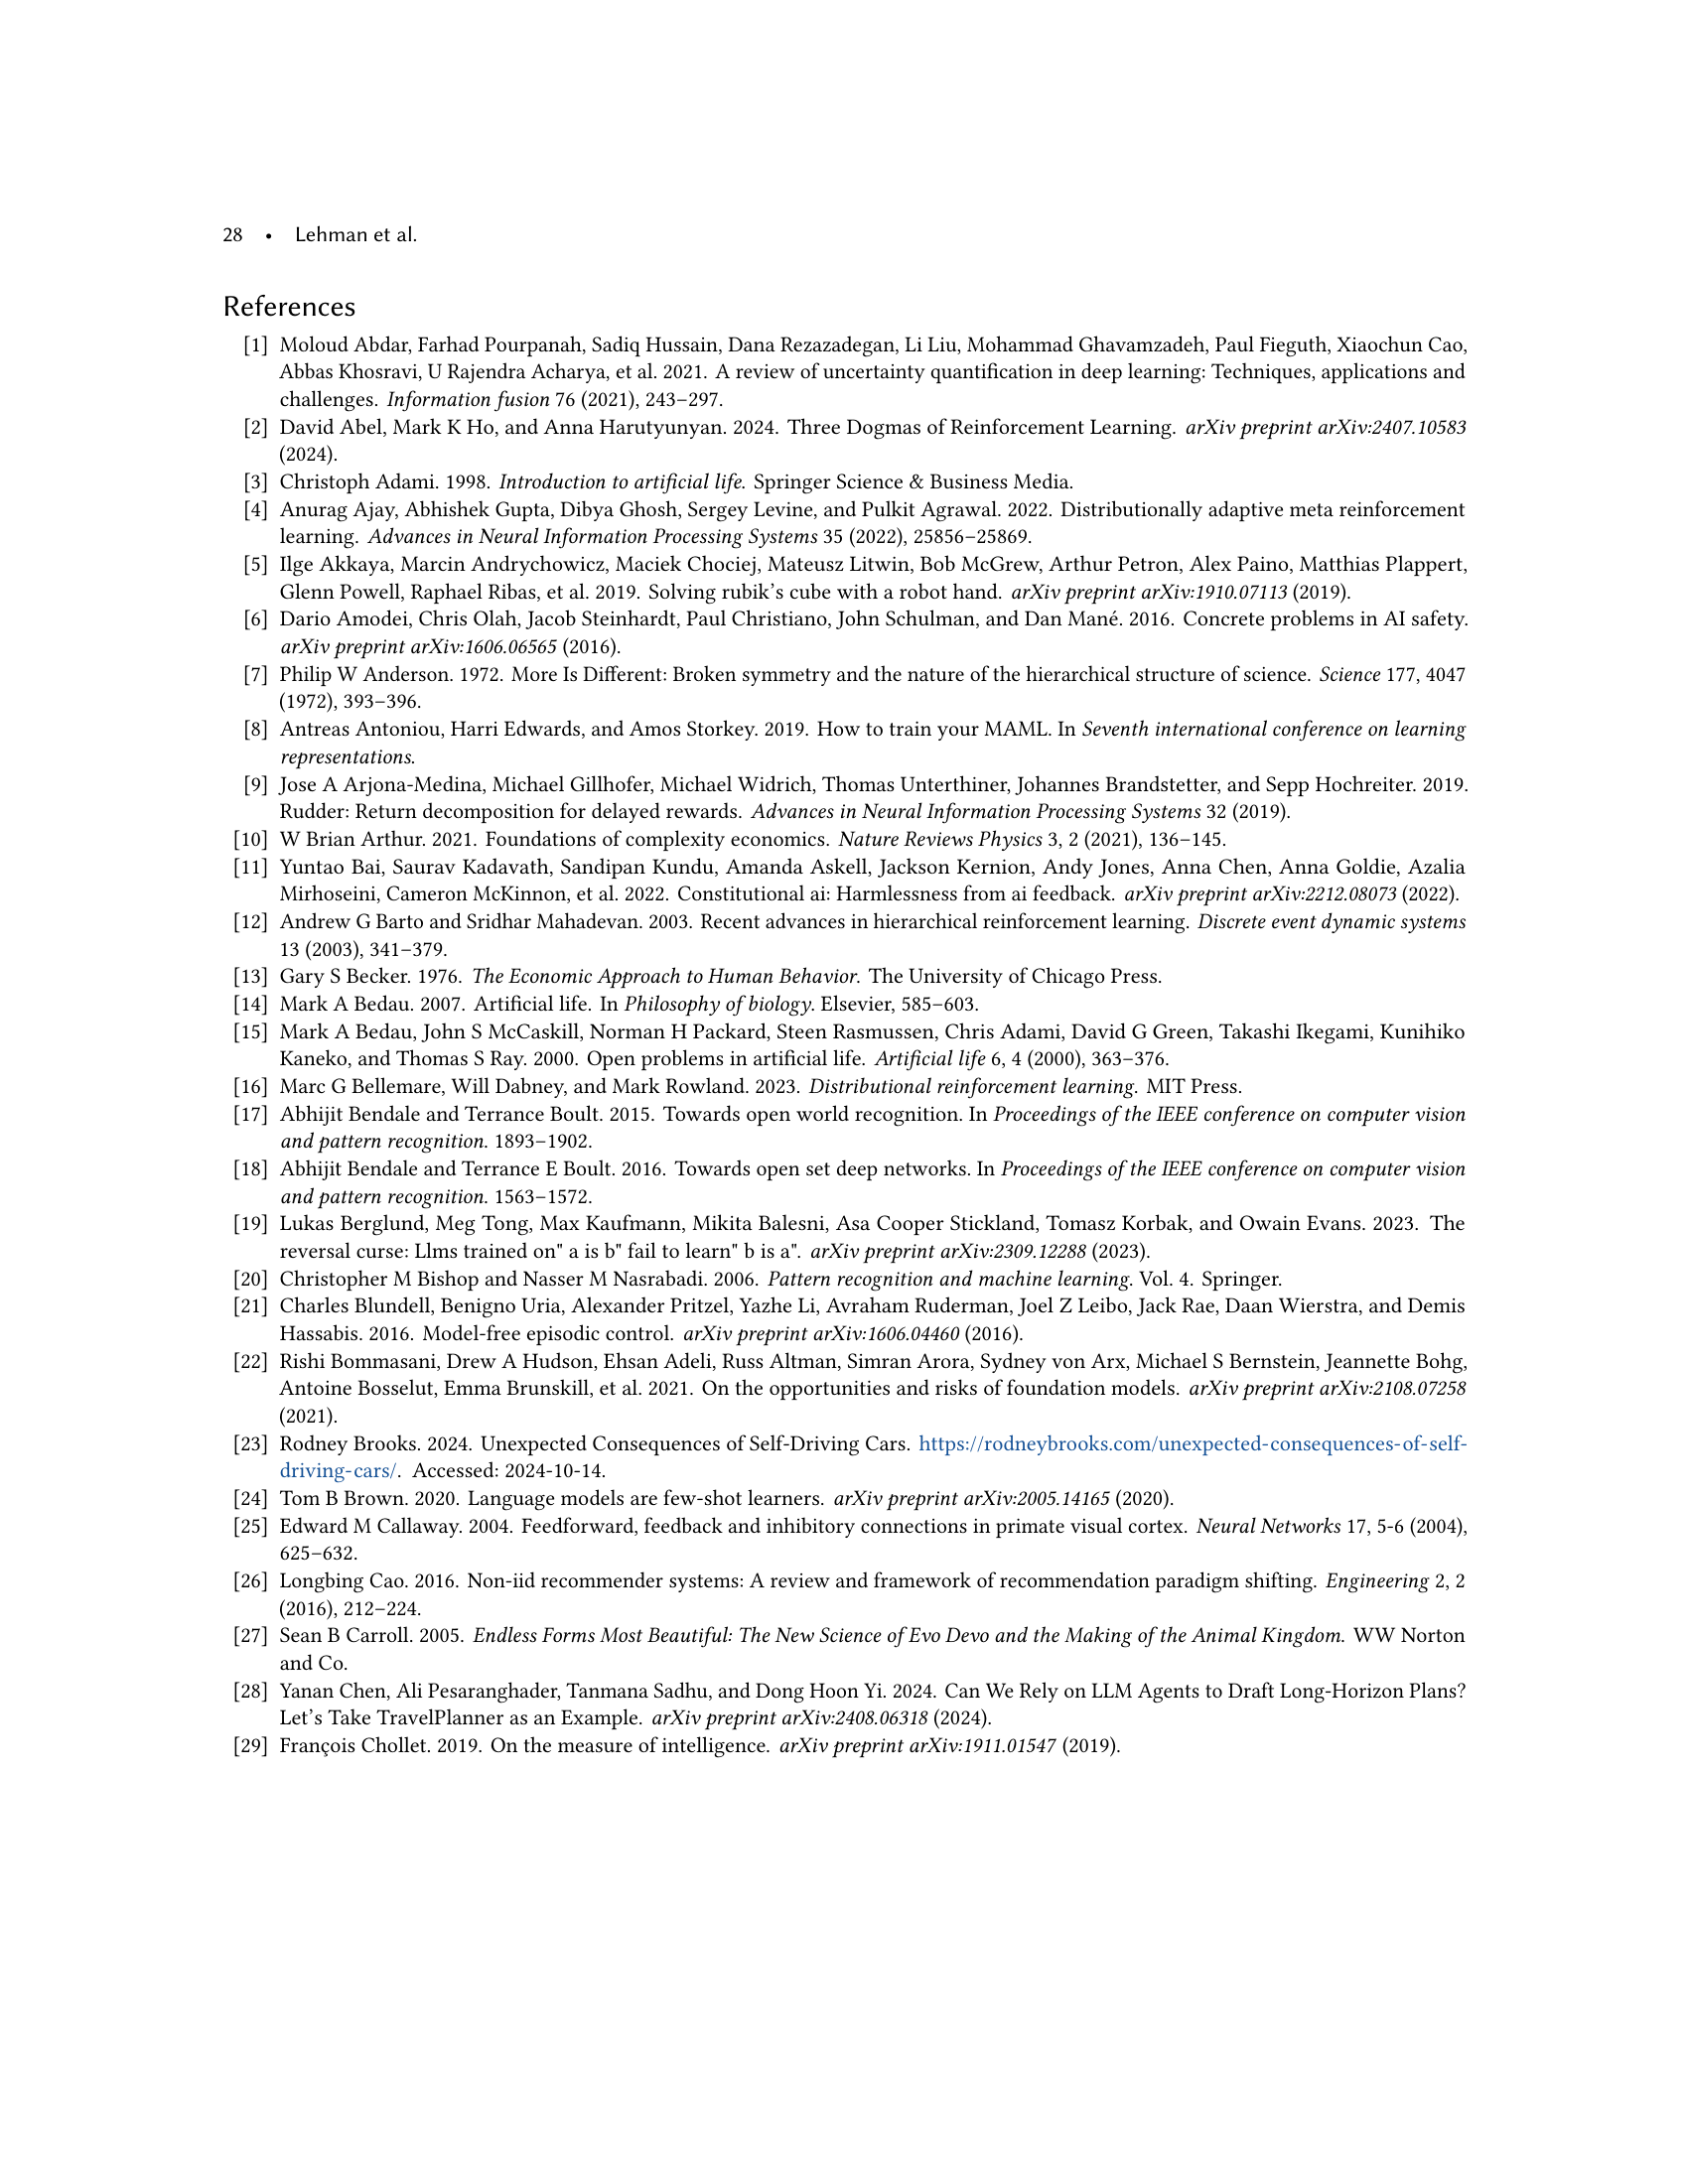 28 • Lehman et al.
References
[1] Moloud Abdar, Farhad Pourpanah, Sadiq Hussain, Dana Rezazadegan, Li Liu, Mohammad Ghavamzadeh, Paul Fieguth, Xiaochun Cao,
Abbas Khosravi, U Rajendra Acharya, et al. 2021. A review of uncertainty quantification in deep learning: Techniques, applications and
challenges. Information fusion 76 (2021), 243–297.
[2] David Abel, Mark K Ho, and Anna Harutyunyan. 2024. Three Dogmas of Reinforcement Learning. arXiv preprint arXiv:2407.10583
(2024).
[3] Christoph Adami. 1998. Introduction to artificial life. Springer Science & Business Media.
[4] Anurag Ajay, Abhishek Gupta, Dibya Ghosh, Sergey Levine, and Pulkit Agrawal. 2022. Distributionally adaptive meta reinforcement
learning. Advances in Neural Information Processing Systems 35 (2022), 25856–25869.
[5] Ilge Akkaya, Marcin Andrychowicz, Maciek Chociej, Mateusz Litwin, Bob McGrew, Arthur Petron, Alex Paino, Matthias Plappert,
Glenn Powell, Raphael Ribas, et al. 2019. Solving rubik's cube with a robot hand. arXiv preprint arXiv:1910.07113 (2019).
[6] Dario Amodei, Chris Olah, Jacob Steinhardt, Paul Christiano, John Schulman, and Dan Mané. 2016. Concrete problems in AI safety.
arXiv preprint arXiv:1606.06565 (2016).
[7] Philip W Anderson. 1972. More Is Different: Broken symmetry and the nature of the hierarchical structure of science. Science 177, 4047
(1972), 393–396.
[8] Antreas Antoniou, Harri Edwards, and Amos Storkey. 2019. How to train your MAML. In Seventh international conference on learning
representations.
[9] Jose A Arjona-Medina, Michael Gillhofer, Michael Widrich, Thomas Unterthiner, Johannes Brandstetter, and Sepp Hochreiter. 2019.
Rudder: Return decomposition for delayed rewards. Advances in Neural Information Processing Systems 32 (2019).
[10] W Brian Arthur. 2021. Foundations of complexity economics. Nature Reviews Physics 3, 2 (2021), 136–145.
[11] Yuntao Bai, Saurav Kadavath, Sandipan Kundu, Amanda Askell, Jackson Kernion, Andy Jones, Anna Chen, Anna Goldie, Azalia
Mirhoseini, Cameron McKinnon, et al. 2022. Constitutional ai: Harmlessness from ai feedback. arXiv preprint arXiv:2212.08073 (2022).
[12] Andrew G Barto and Sridhar Mahadevan. 2003. Recent advances in hierarchical reinforcement learning. Discrete event dynamic systems
13 (2003), 341–379.
[13] Gary S Becker. 1976. The Economic Approach to Human Behavior. The University of Chicago Press.
[14] Mark A Bedau. 2007. Artificial life. In Philosophy of biology. Elsevier, 585–603.
[15] Mark A Bedau, John S McCaskill, Norman H Packard, Steen Rasmussen, Chris Adami, David G Green, Takashi Ikegami, Kunihiko
Kaneko, and Thomas S Ray. 2000. Open problems in artificial life. Artificial life 6, 4 (2000), 363–376.
[16] Marc G Bellemare, Will Dabney, and Mark Rowland. 2023. Distributional reinforcement learning. MIT Press.
[17] Abhijit Bendale and Terrance Boult. 2015. Towards open world recognition. In Proceedings of the IEEE conference on computer vision
and pattern recognition. 1893–1902.
[18] Abhijit Bendale and Terrance E Boult. 2016. Towards open set deep networks. In Proceedings of the IEEE conference on computer vision
and pattern recognition. 1563–1572.
[19] Lukas Berglund, Meg Tong, Max Kaufmann, Mikita Balesni, Asa Cooper Stickland, Tomasz Korbak, and Owain Evans. 2023. The
reversal curse: Llms trained on" a is b" fail to learn" b is a". arXiv preprint arXiv:2309.12288 (2023).
[20] Christopher M Bishop and Nasser M Nasrabadi. 2006. Pattern recognition and machine learning. Vol. 4. Springer.
[21] Charles Blundell, Benigno Uria, Alexander Pritzel, Yazhe Li, Avraham Ruderman, Joel Z Leibo, Jack Rae, Daan Wierstra, and Demis
Hassabis. 2016. Model-free episodic control. arXiv preprint arXiv:1606.04460 (2016).
[22] Rishi Bommasani, Drew A Hudson, Ehsan Adeli, Russ Altman, Simran Arora, Sydney von Arx, Michael S Bernstein, Jeannette Bohg,
Antoine Bosselut, Emma Brunskill, et al. 2021. On the opportunities and risks of foundation models. arXiv preprint arXiv:2108.07258
(2021).
[23] Rodney Brooks. 2024. Unexpected Consequences of Self-Driving Cars. https://rodneybrooks.com/unexpected-consequences-of-self-
driving-cars/. Accessed: 2024-10-14.
[24] Tom B Brown. 2020. Language models are few-shot learners. arXiv preprint arXiv:2005.14165 (2020).
[25] Edward M Callaway. 2004. Feedforward, feedback and inhibitory connections in primate visual cortex. Neural Networks 17, 5-6 (2004),
625–632.
[26] Longbing Cao. 2016. Non-iid recommender systems: A review and framework of recommendation paradigm shifting. Engineering 2, 2
(2016), 212–224.
[27] Sean B Carroll. 2005. Endless Forms Most Beautiful: The New Science of Evo Devo and the Making of the Animal Kingdom. WW Norton
and Co.
[28] Yanan Chen, Ali Pesaranghader, Tanmana Sadhu, and Dong Hoon Yi. 2024. Can We Rely on LLM Agents to Draft Long-Horizon Plans?
Let's Take TravelPlanner as an Example. arXiv preprint arXiv:2408.06318 (2024).
[29] François Chollet. 2019. On the measure of intelligence. arXiv preprint arXiv:1911.01547 (2019).